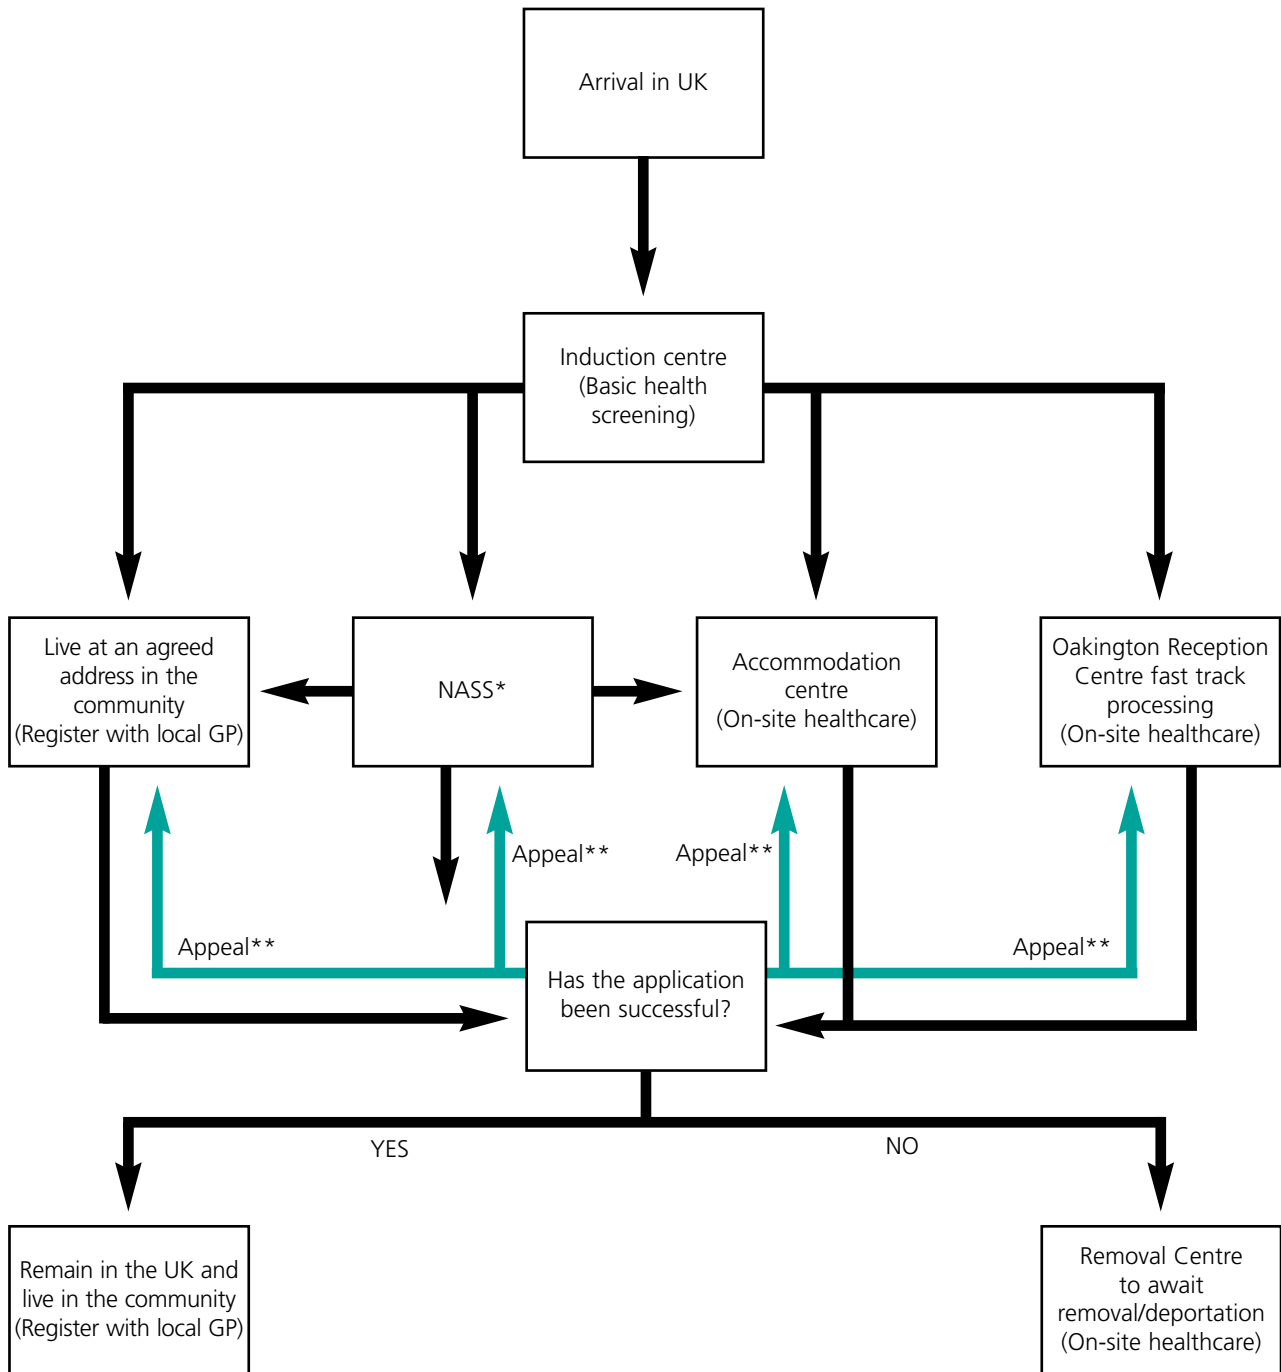 Arrival in UK
Induction centre
(Basic health
screening)
Live at an agreed
address in the
community
(Register with local GP)
NASS*
Accommodation
centre
(On-site healthcare)
Oakington Reception
Centre fast track
processing
(On-site healthcare)
Appeal**
Appeal**
Appeal**
Appeal**
Has the application
been successful?
YES
NO
Remain in the UK and
live in the community
(Register with local GP)
Removal Centre
to await
removal/deportation
(On-site healthcare)